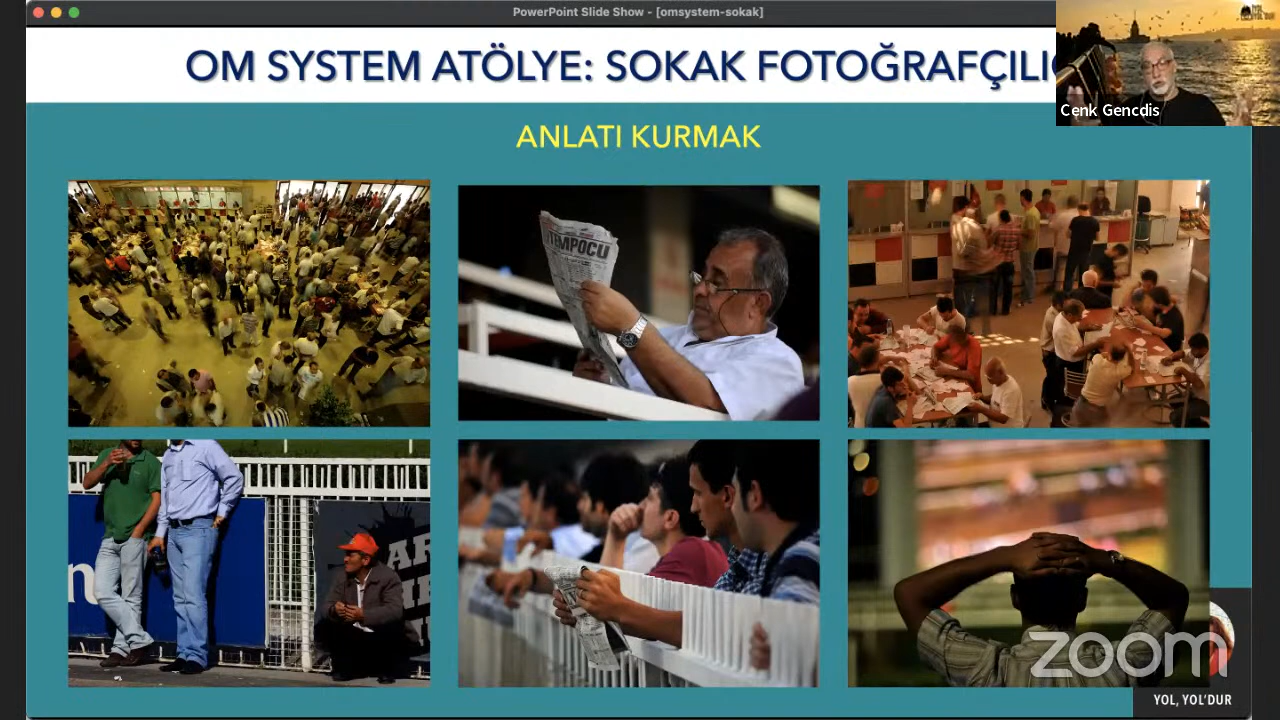 PowerPoint Slide Show - [omsystem-sokak]
OM SYSTEM ATÖLYE: SOKAK FOTOĞRAFÇILI
Cenk Gencdis
ANLATI KURMAK
TEMPOCU
zoom
YOL, YOL'DUR